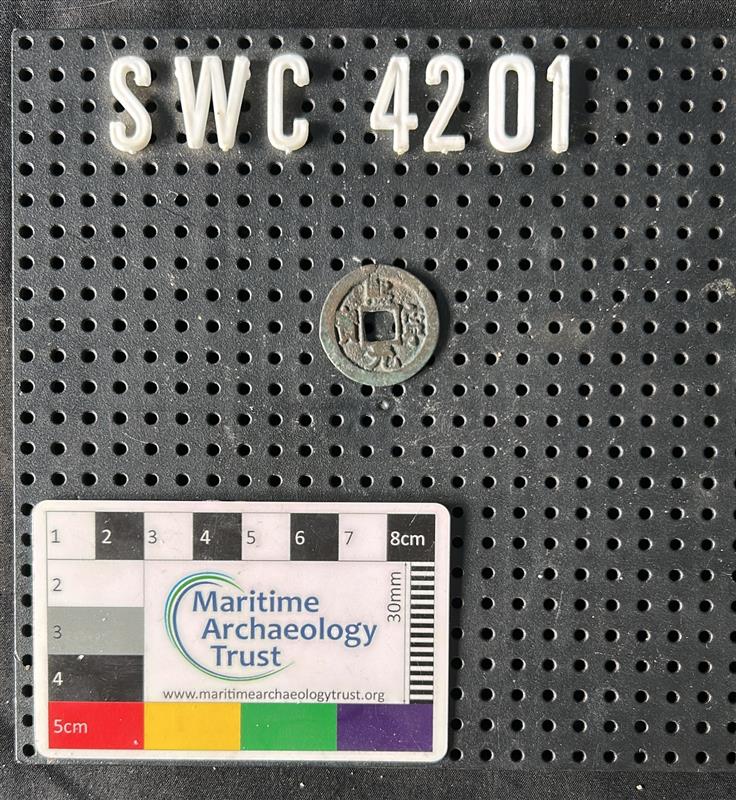 SWC 4201
元
1 2 3 4 5 6 7 8cm
2
3
4
5cm
30mm
Maritime
Archaeology
Trust
www.maritimearchaeologytrust.org